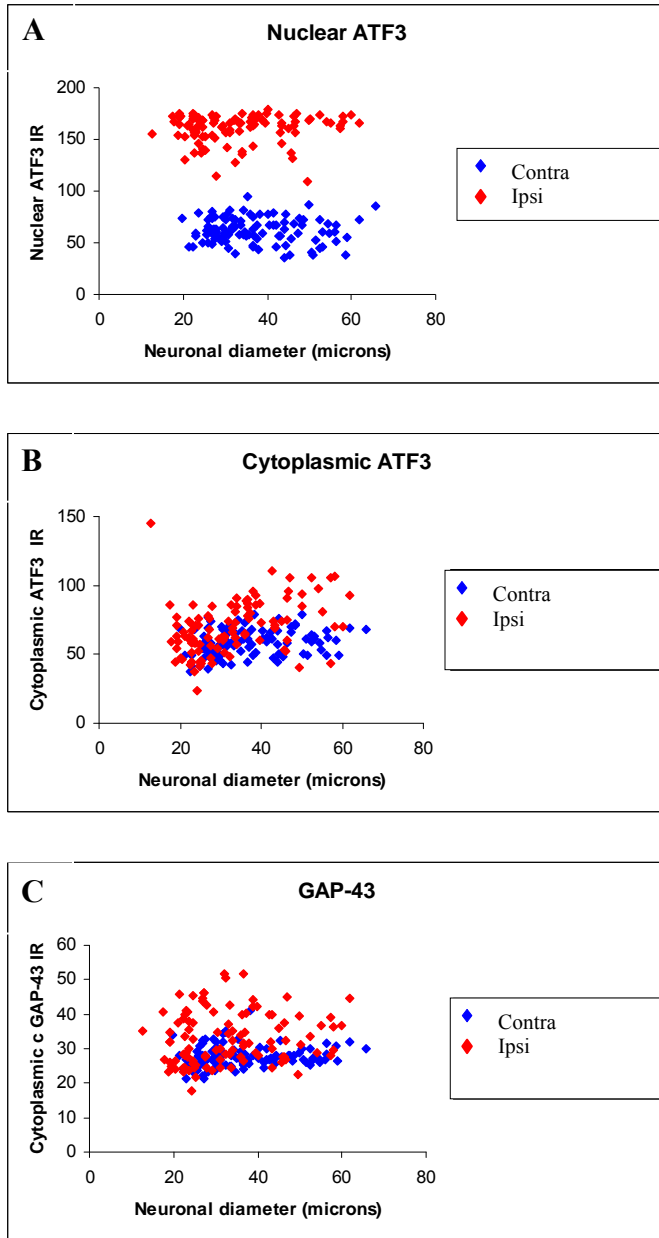 A
Nuclear ATF3
Nuclear ATF3 IR
200
150
100
50
0
0 20 40 60 80
Neuronal diameter (microns)
Contra
Ipsi
B
Cytoplasmic ATF3
Cytoplasmic ATF3 IR
150
100
50
0
0 20 40 60 80
Neuronal diameter (microns)
Contra
Ipsi
C
GAP-43
Cytoplasmic c GAP-43 IR
60
50
40
30
20
10
0
0 20 40 60 80
Neuronal diameter (microns)
Contra
Ipsi